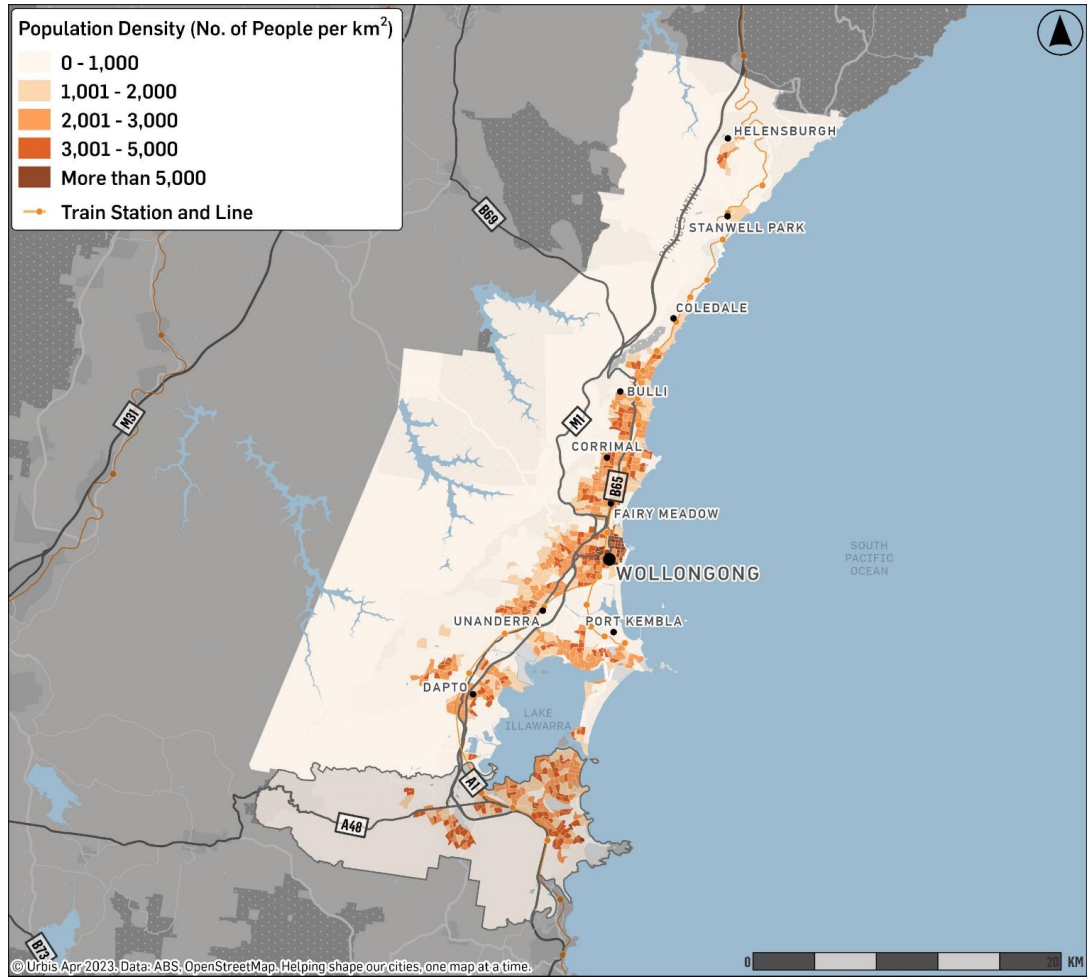 Population Density (No. of People per km²)
0 - 1,000
1,001 - 2,000
2,001 - 3,000
3,001 - 5,000
More than 5,000
Train Station and Line
HELENSBURGH
B69
PRINCES MTWY
STANWELL PARK
COLEDALE
BULLI
M31
M1
CORRIMAL
B65
FAIRY MEADOW
SOUTH
PACIFIC
OCEAN
WOLLONGONG
UNANDERRA
PORT KEMBLA
DAPTO
LAKE
ILLAWARRA
A1
A48
B73
0 20 KM
© Urbis Apr 2023. Data: ABS, OpenStreetMap. Helping shape our cities, one map at a time.